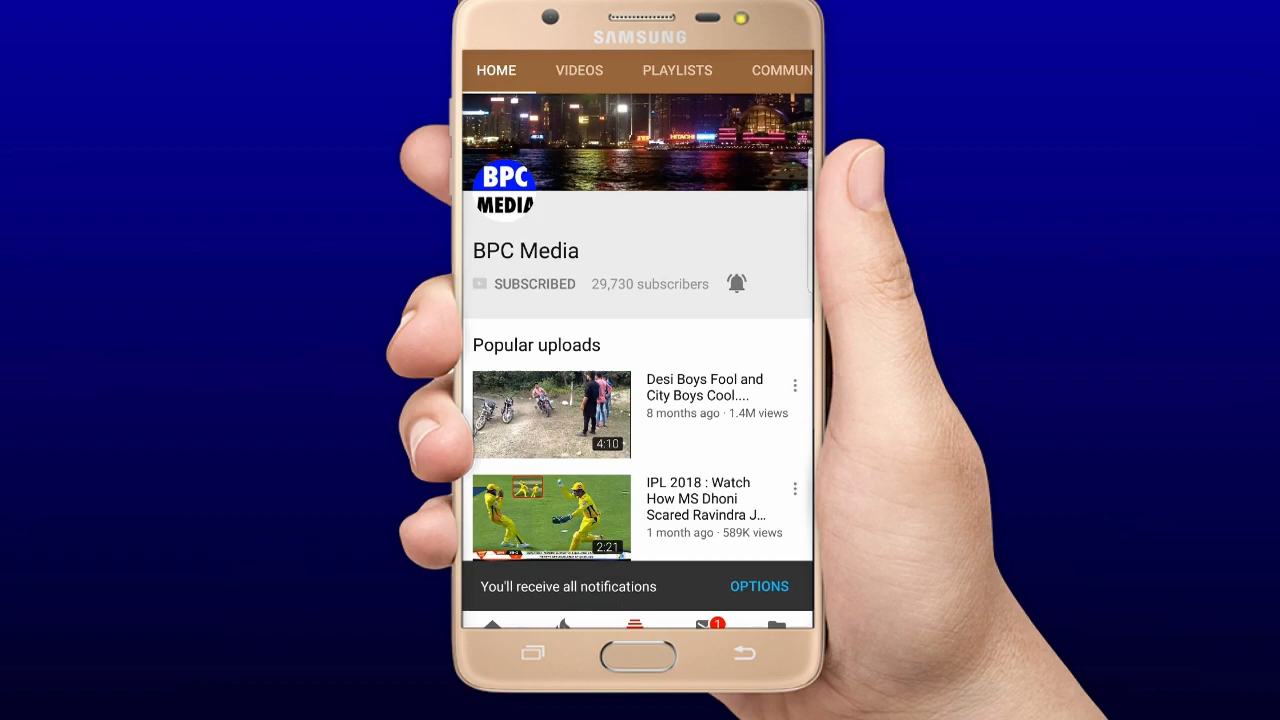 SAMSUNG
HOME VIDEOS PLAYLISTS COMMUN
HITACHI
BPC
MEDIA
BPC Media
SUBSCRIBED 29,730 subscribers
Popular uploads
Desi Boys Fool and
City Boys Cool....
8 months ago · 1.4M views
4:10
IPL 2018 : Watch
How MS Dhoni
Scared Ravindra J...
1 month ago · 589K views
2:21
You'll receive all notifications OPTIONS
1